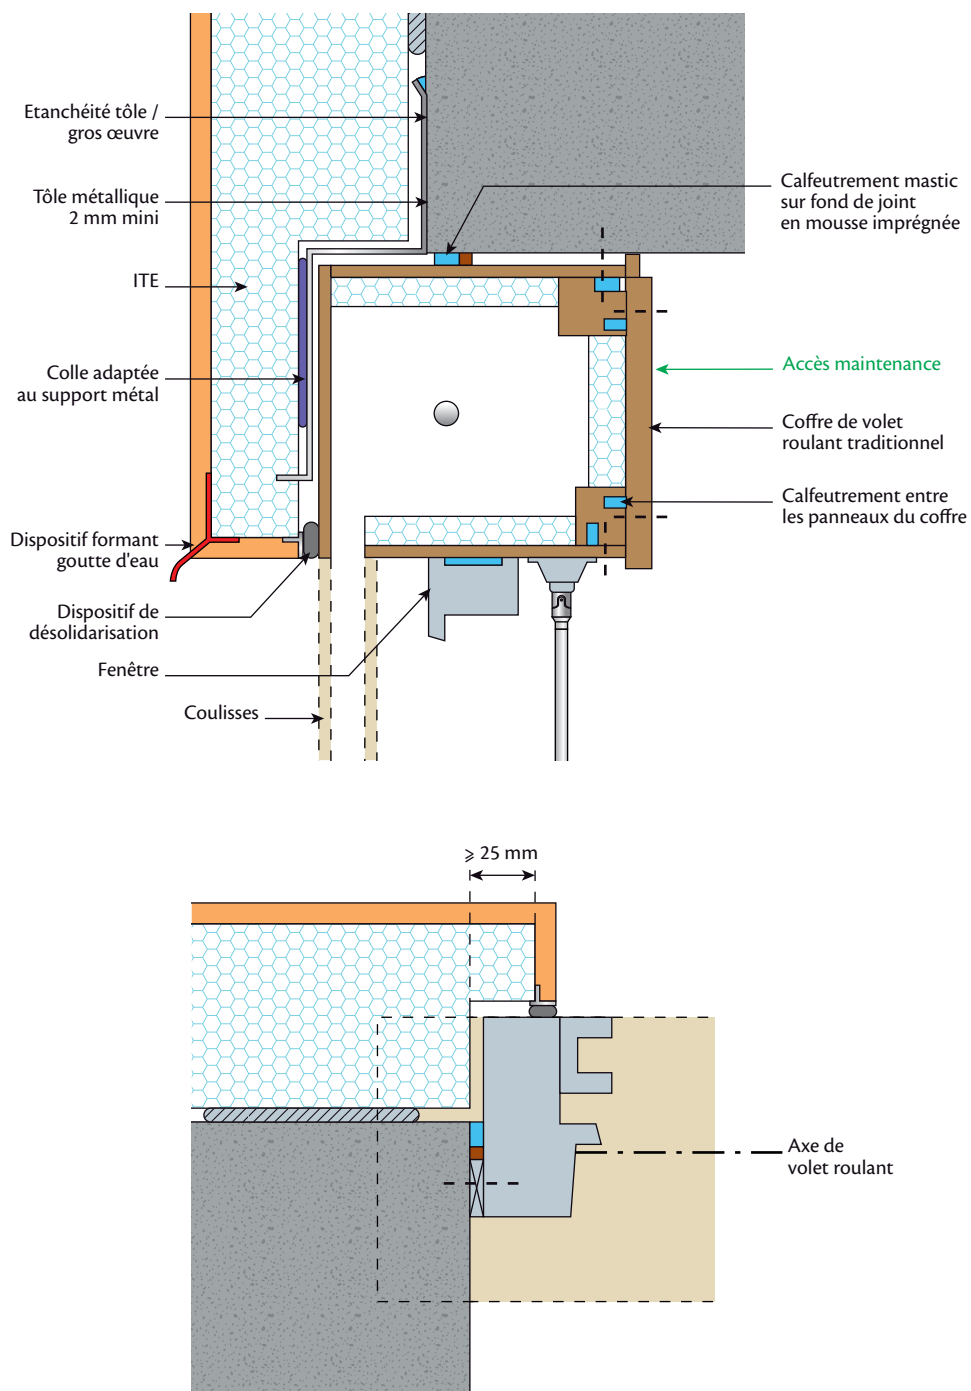 Etanchéité tôle /
gros œuvre
Tôle métallique
2 mm mini
ITE
Colle adaptée
au support métal
Dispositif formant
goutte d'eau
Dispositif de
désolidarisation
Fenêtre
Coulisses
Calfeutrement mastic
sur fond de joint
en mousse imprégnée
Accès maintenance
Coffre de volet
roulant traditionnel
Calfeutrement entre
les panneaux du coffre
⩾ 25 mm
Axe de
volet roulant